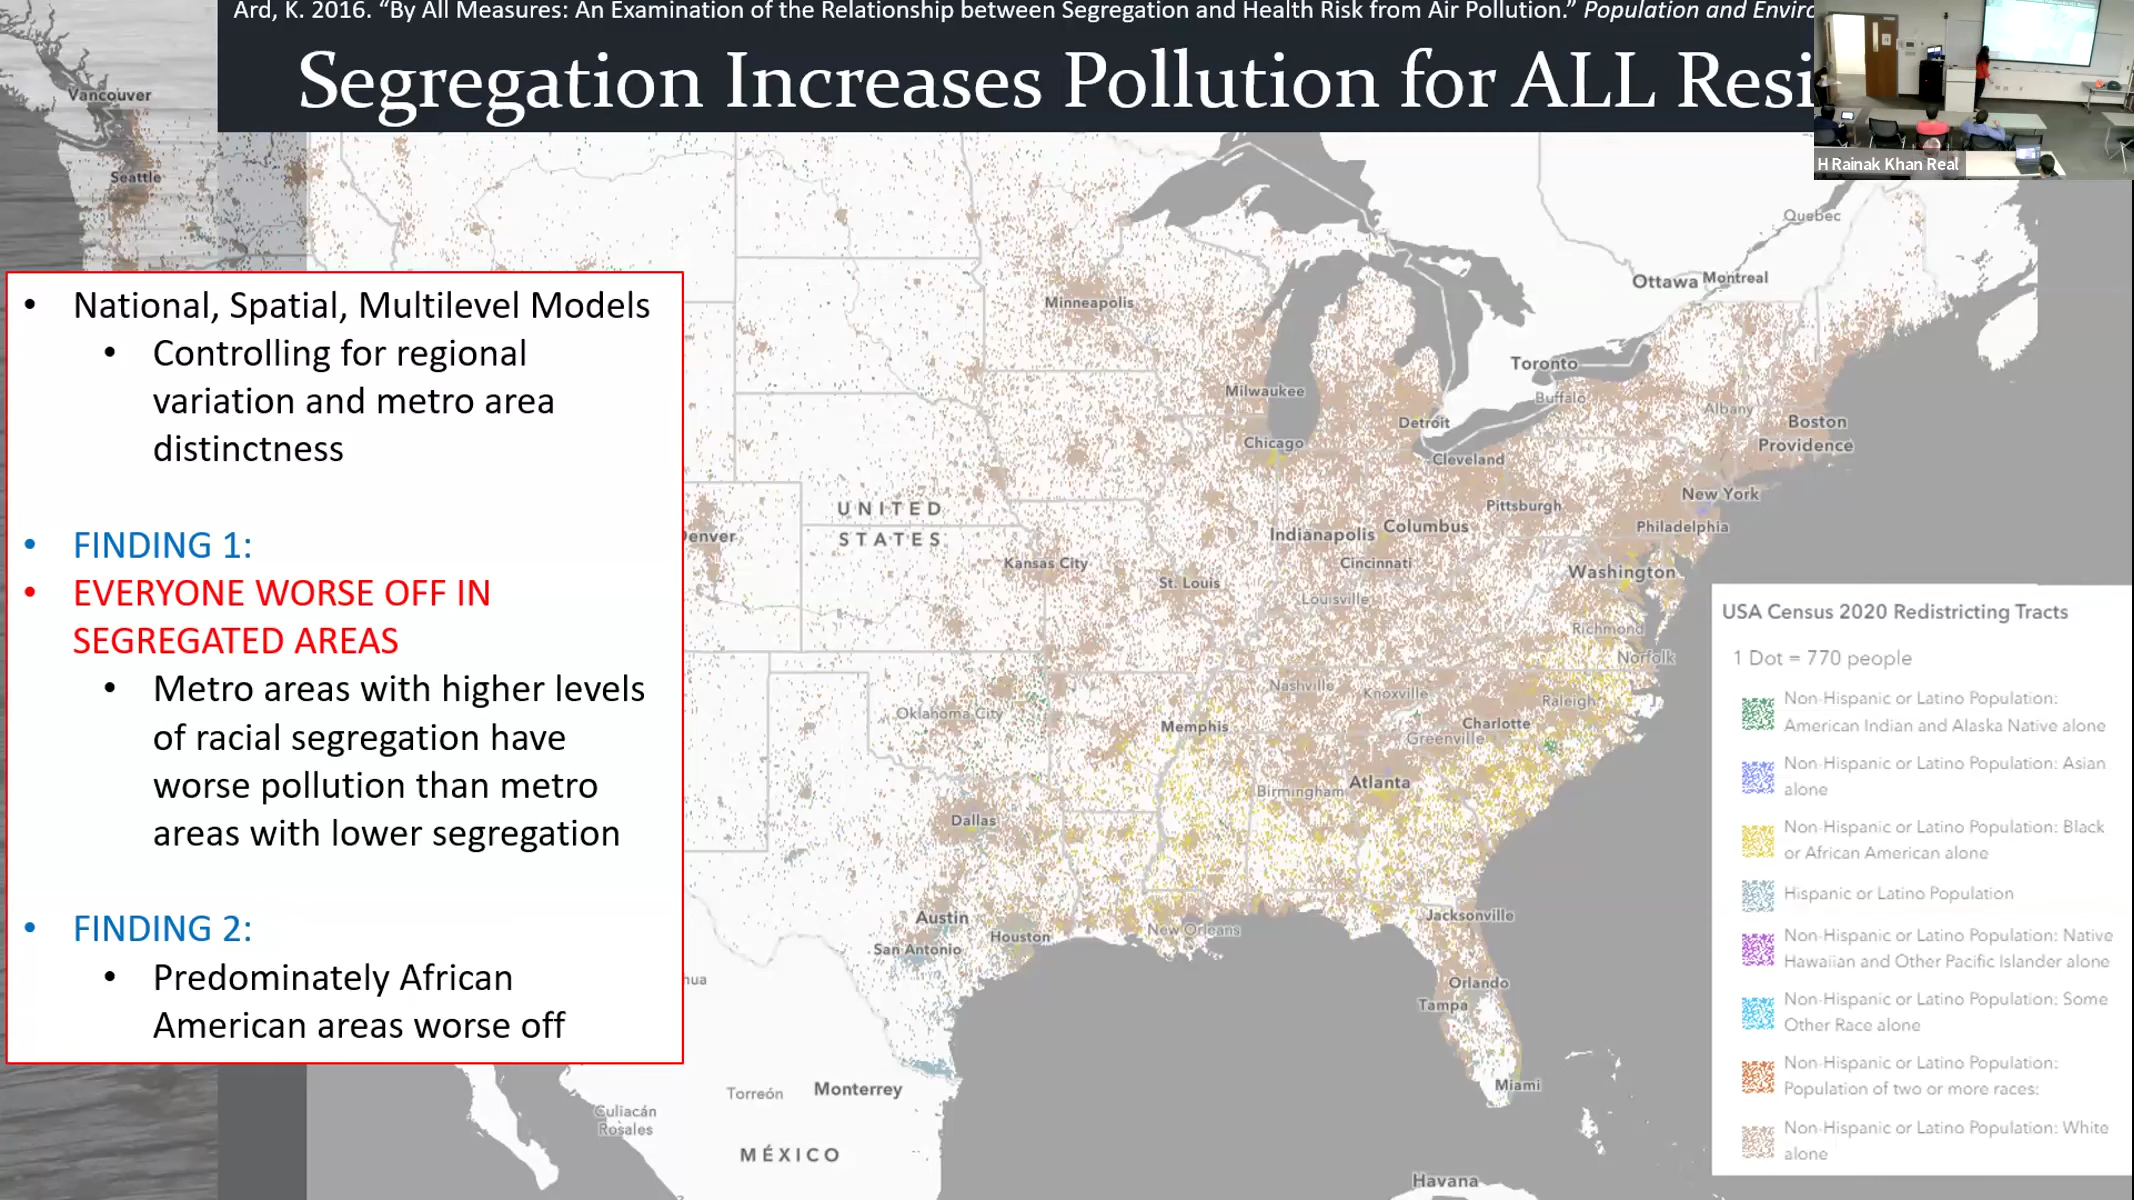 Ard, K. 2016. “By All Measures: An Examination of the Relationship between Segregation and Health Risk from Air Pollution.” Population and Enviro
Segregation Increases Pollution for ALL Resi
H Rainak Khan Real
• National, Spatial, Multilevel Models
• Controlling for regional
variation and metro area
distinctness
• FINDING 1:
• EVERYONE WORSE OFF IN
SEGREGATED AREAS
• Metro areas with higher levels
of racial segregation have
worse pollution than metro
areas with lower segregation
• FINDING 2:
• Predominately African
American areas worse off
Vancouver
Seattle
Quebec
Ottawa
Montreal
Minneapolis
Toronto
Milwaukee
Buffalo
Albany
Detroit
Boston
Chicago
Providence
Cleveland
New York
UNITED
STATES
Pittsburgh
Columbus
Philadelphia
Indianapolis
enver
Kansas City
Cincinnati
Washington
St. Louis
Louisville
Richmond
Norfolk
Nashville
Knoxville
Raleigh
Oklahoma City
Memphis
Charlotte
Greenville
Atlanta
Birmingham
Dallas
Austin
Jacksonville
New Orleans
Houston
San Antonio
hua
Orlando
Tampa
Miami
Torreón
Monterrey
Culiacán
Rosales
MÉXICO
Havana
USA Census 2020 Redistricting Tracts
1 Dot = 770 people
Non-Hispanic or Latino Population:
American Indian and Alaska Native alone
Non-Hispanic or Latino Population: Asian
alone
Non-Hispanic or Latino Population: Black
or African American alone
Hispanic or Latino Population
Non-Hispanic or Latino Population: Native
Hawaiian and Other Pacific Islander alone
Non-Hispanic or Latino Population: Some
Other Race alone
Non-Hispanic or Latino Population:
Population of two or more races:
Non-Hispanic or Latino Population: White
alone